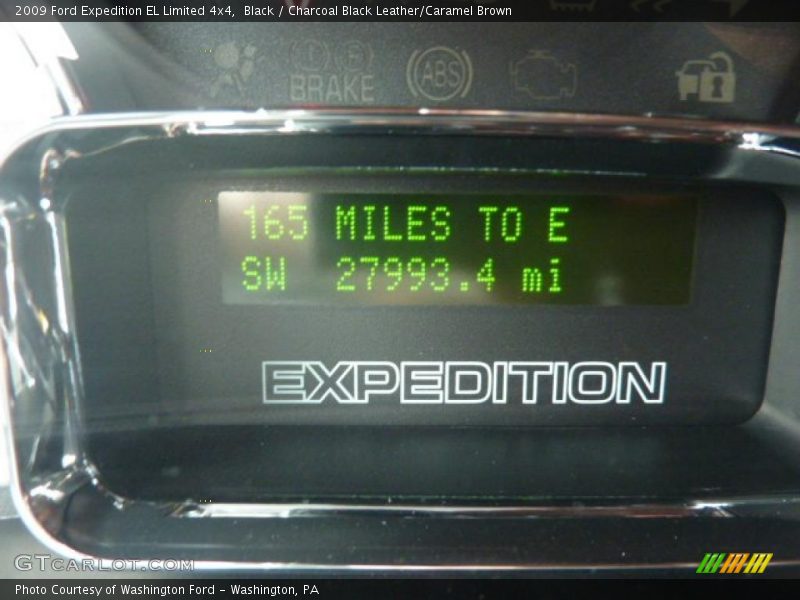 2009 Ford Expedition EL Limited 4x4,  Black / Charcoal Black Leather/Caramel Brown
BRAKE ABS
165 MILES TO E
SW 27993.4 mi
EXPEDITION
GTCARLOT.COM
Photo Courtesy of Washington Ford - Washington, PA